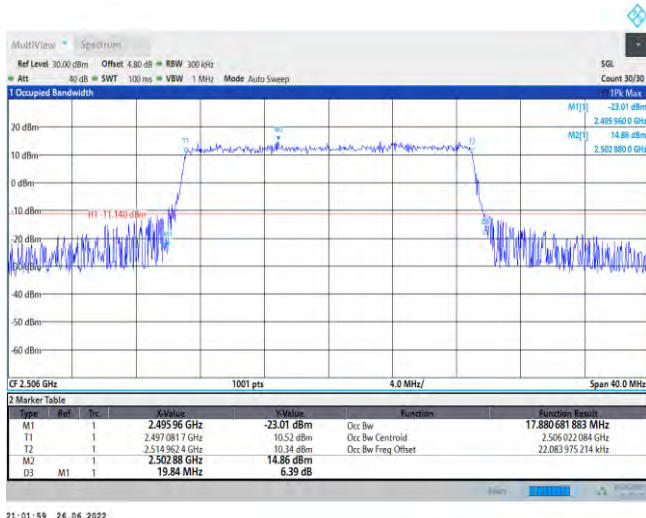 MultiView Spectrum
Ref Level 30.00 dBm Offset 4.80 dB RBW 300 kHz SGL
Att 40 dB SWT 100 ms VBW 1 MHz Mode Auto Sweep Count 30/30
1 Occupied Bandwidth 1Pk Max
M1[1] -23.01 dBm
2.495 960 0 GHz
M2[1] 14.86 dBm
2.502 880 0 GHz
20 dBm
T1 M2 T2
10 dBm
0 dBm
-10 dBm
H1 -11.140 dBm
-20 dBm
-30 dBm
-40 dBm
-50 dBm
-60 dBm
CF 2.506 GHz 1001 pts 4.0 MHz/ Span 40.0 MHz
2 Marker Table
Type Ref Trc X-Value Y-Value Function Function Result
M1 1 2.495 96 GHz -23.01 dBm Occ Bw 17.880 681 883 MHz
T1 1 2.497 081 7 GHz 10.52 dBm Occ Bw Centroid 2.506 022 084 GHz
T2 1 2.514 962 4 GHz 10.34 dBm Occ Bw Freq Offset 22.083 975 214 kHz
M2 1 2.502 88 GHz 14.86 dBm
D3 M1 1 19.84 MHz 6.39 dB
21:01:59 26.06.2022